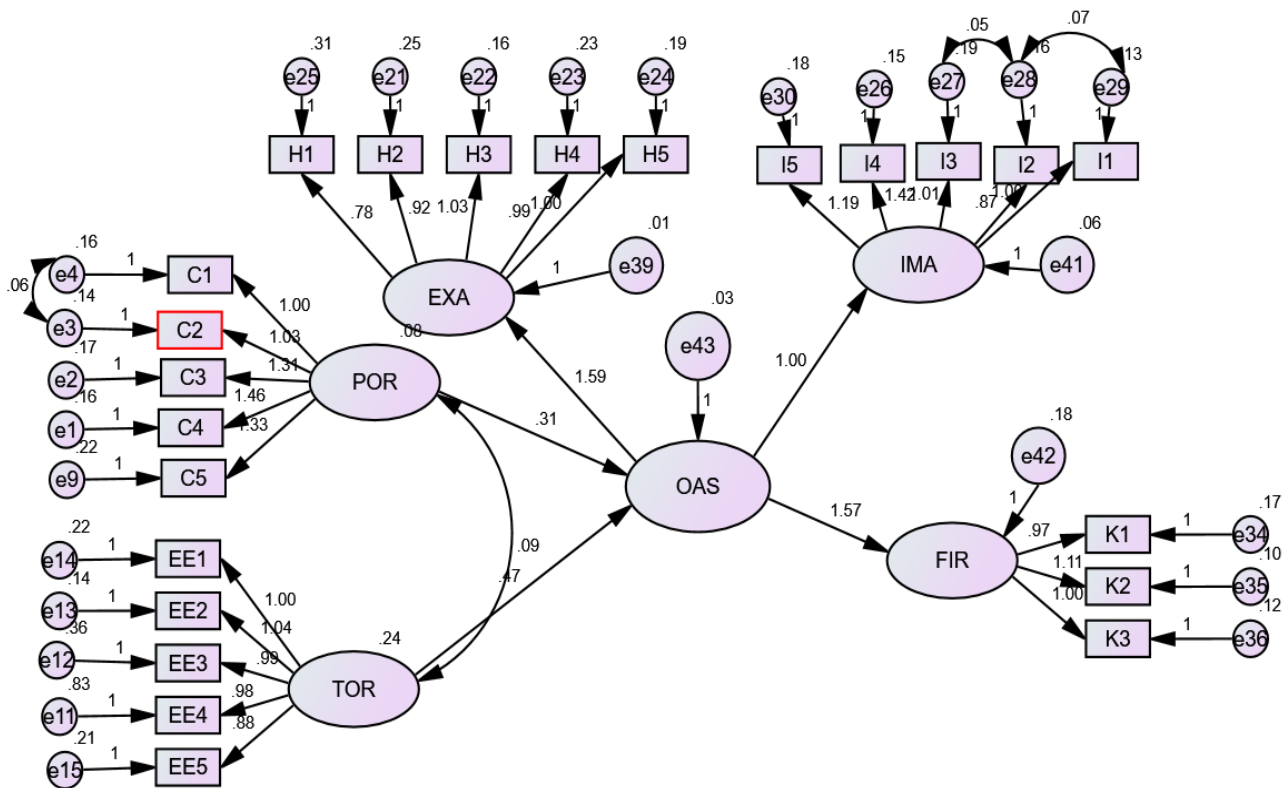 .31 .25 .16 .23 .19
e25 e21 e22 e23 e24
1 1 1 1 1
H1 H2 H3 H4 H5
.78 .92 1.03 .99 1.00
EXA
.01
e39
1
.05 .07
.18 .15 .19 .16 .13
e30 e26 e27 e28 e29
1 1 1 1 1
I5 I4 I3 I2 I1
1.19 1.42 1.01 .87 1.00
IMA
.06
e41
1
.06
.16
e4 1 C1 1.00
.14
e3 1 C2 1.03
.17
e2 1 C3 1.31
.16
e1 1 C4 1.46
.22
e9 1 C5 1.33
.08
POR
.31
1.59
.03
e43
1
OAS
1.00
1.57
.09
.47
.22
e14 1 EE1 1.00
.14
e13 1 EE2 1.04
.36
e12 1 EE3 .99
.83
e11 1 EE4 .98
.21
e15 1 EE5 .88
.24
TOR
.18
e42
1
FIR
.17
.97 K1 1 e34
.10
1.11 K2 1 e35
.12
1.00 K3 1 e36